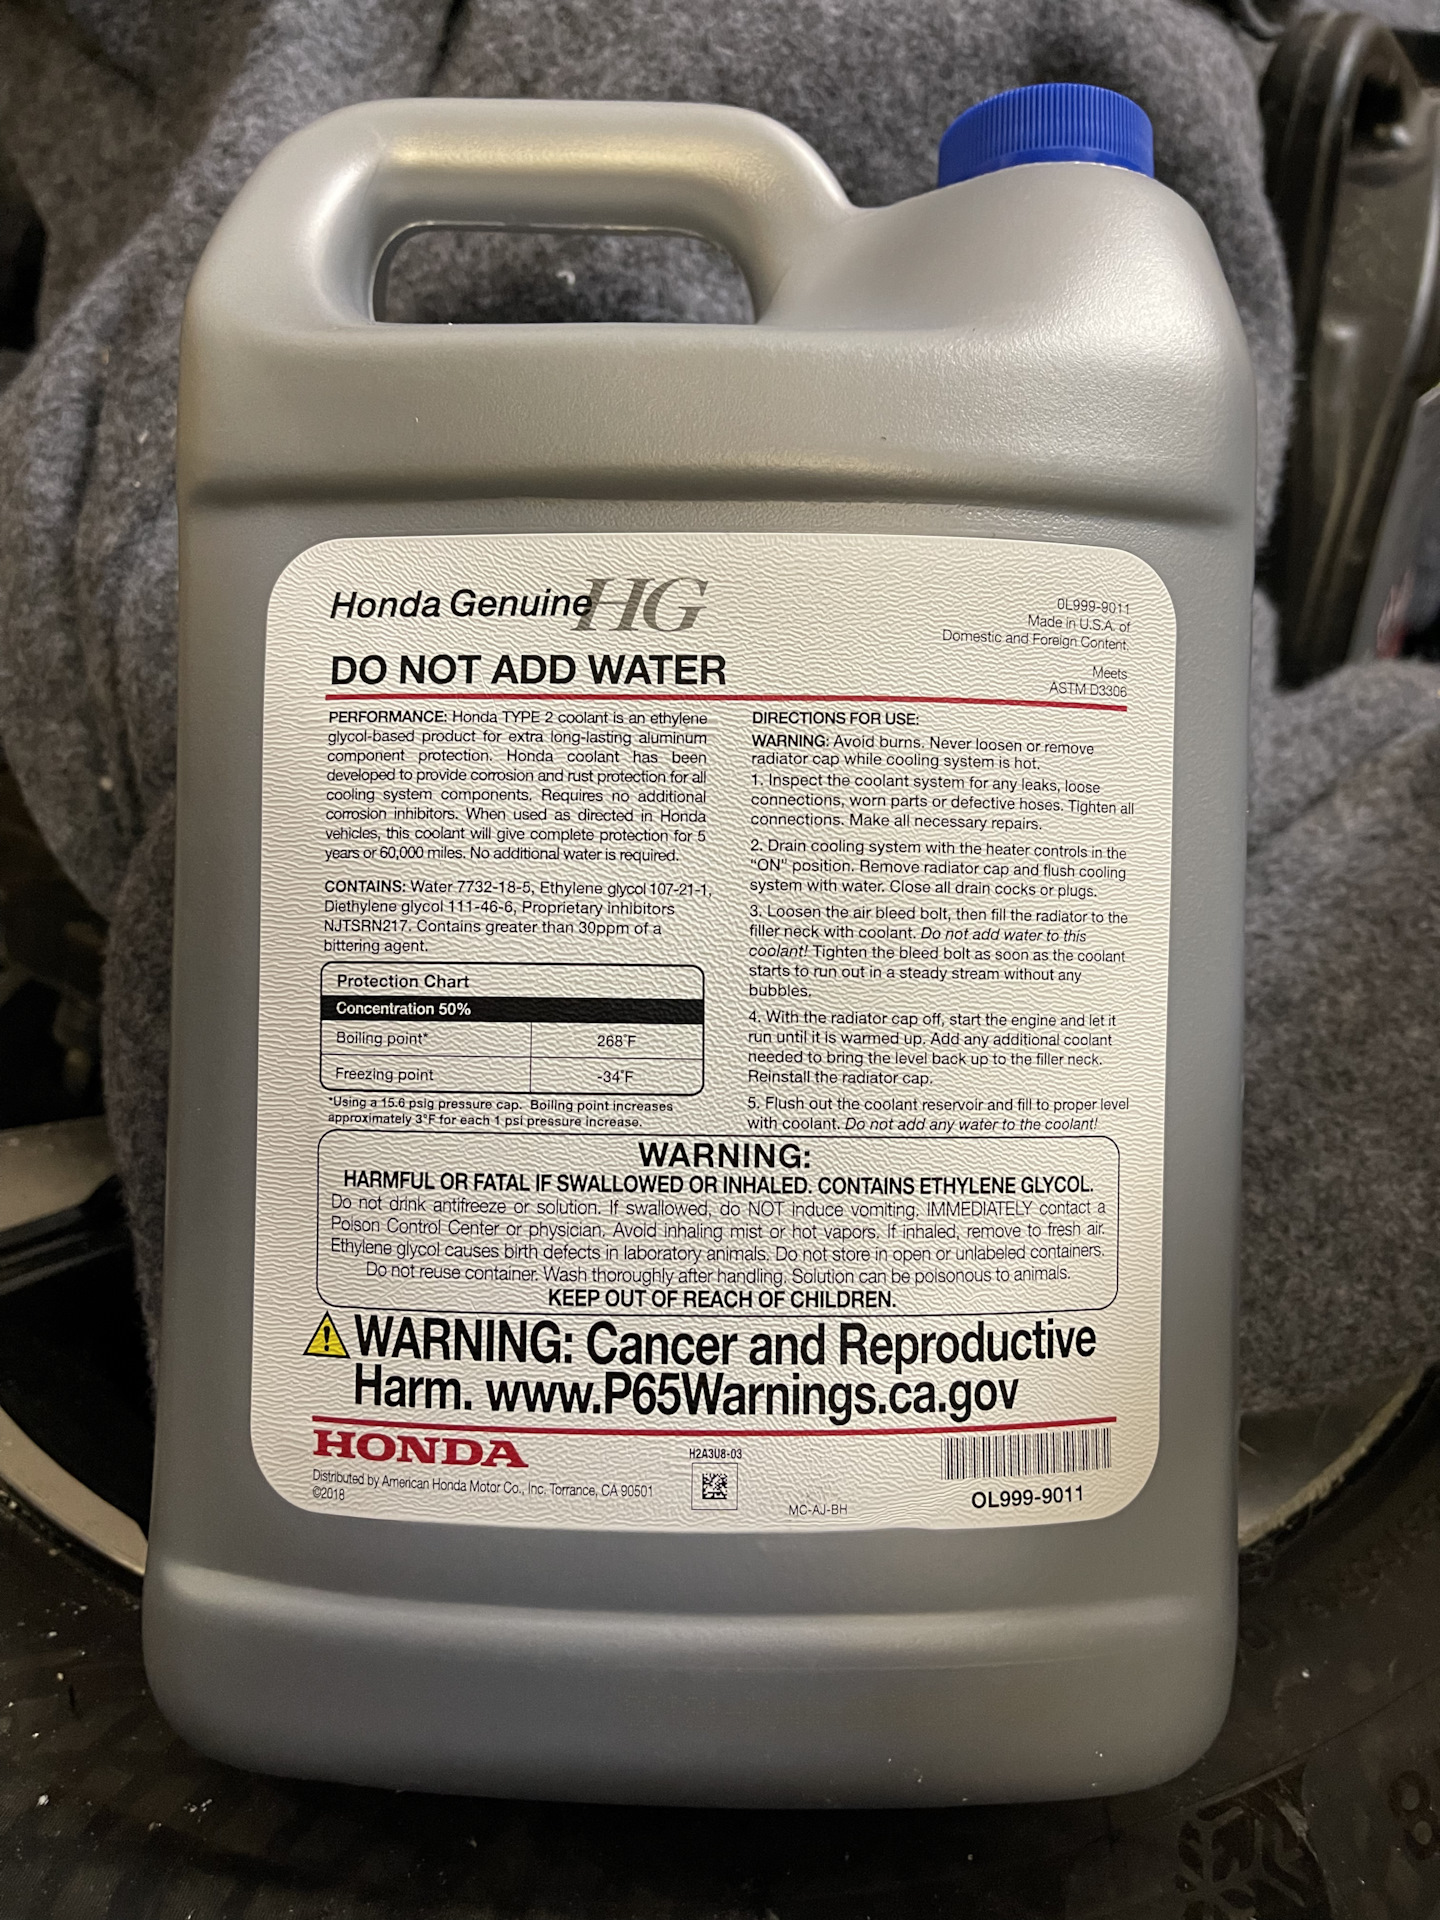 Honda Genuine HG
DO NOT ADD WATER
0L999-9011
Made in U.S.A. of
Domestic and Foreign Content
Meets
ASTM D3306
PERFORMANCE: Honda TYPE 2 coolant is an ethylene
glycol-based product for extra long-lasting aluminum
component protection. Honda coolant has been
developed to provide corrosion and rust protection for all
cooling system components. Requires no additional
corrosion inhibitors. When used as directed in Honda
vehicles, this coolant will give complete protection for 5
years or 60,000 miles. No additional water is required.
CONTAINS: Water 7732-18-5, Ethylene glycol 107-21-1,
Diethylene glycol 111-46-6, Proprietary Inhibitors
NJTSRN217. Contains greater than 30ppm of a
bittering agent.
Protection Chart
Concentration 50%
Boiling point* 268°F
Freezing point -34°F
*Using a 15.6 psig pressure cap. Boiling point increases
approximately 3°F for each 1 psi pressure increase.
DIRECTIONS FOR USE:
WARNING: Avoid burns. Never loosen or remove
radiator cap while cooling system is hot.
1. Inspect the coolant system for any leaks, loose
connections, worn parts or defective hoses. Tighten all
connections. Make all necessary repairs.
2. Drain cooling system with the heater controls in the
"ON" position. Remove radiator cap and flush cooling
system with water. Close all drain cocks or plugs.
3. Loosen the air bleed bolt, then fill the radiator to the
filler neck with coolant. Do not add water to this
coolant! Tighten the bleed bolt as soon as the coolant
starts to run out in a steady stream without any
bubbles.
4. With the radiator cap off, start the engine and let it
run until it is warmed up. Add any additional coolant
needed to bring the level back up to the filler neck.
Reinstall the radiator cap.
5. Flush out the coolant reservoir and fill to proper level
with coolant. Do not add any water to the coolant!
WARNING:
HARMFUL OR FATAL IF SWALLOWED OR INHALED. CONTAINS ETHYLENE GLYCOL.
Do not drink antifreeze or solution. If swallowed, do NOT induce vomiting. IMMEDIATELY contact a
Poison Control Center or physician. Avoid inhaling mist or hot vapors. If inhaled, remove to fresh air.
Ethylene glycol causes birth defects in laboratory animals. Do not store in open or unlabeled containers.
Do not reuse container. Wash thoroughly after handling. Solution can be poisonous to animals.
KEEP OUT OF REACH OF CHILDREN.
WARNING: Cancer and Reproductive
Harm. www.P65Warnings.ca.gov
HONDA
Distributed by American Honda Motor Co., Inc. Torrance, CA 90501
©2018
H2A3U8-03
MC-AJ-BH
OL999-9011
8